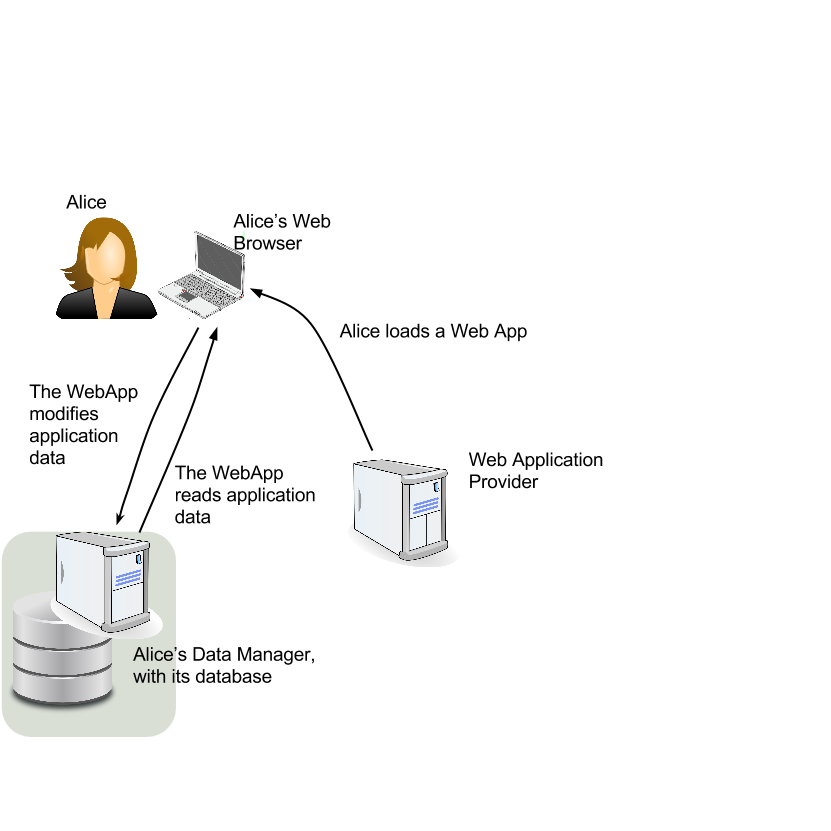 Alice
Alice’s Web
Browser
Alice loads a Web App
The WebApp
modifies
application
data
The WebApp
reads application
data
Web Application
Provider
Alice’s Data Manager,
with its database